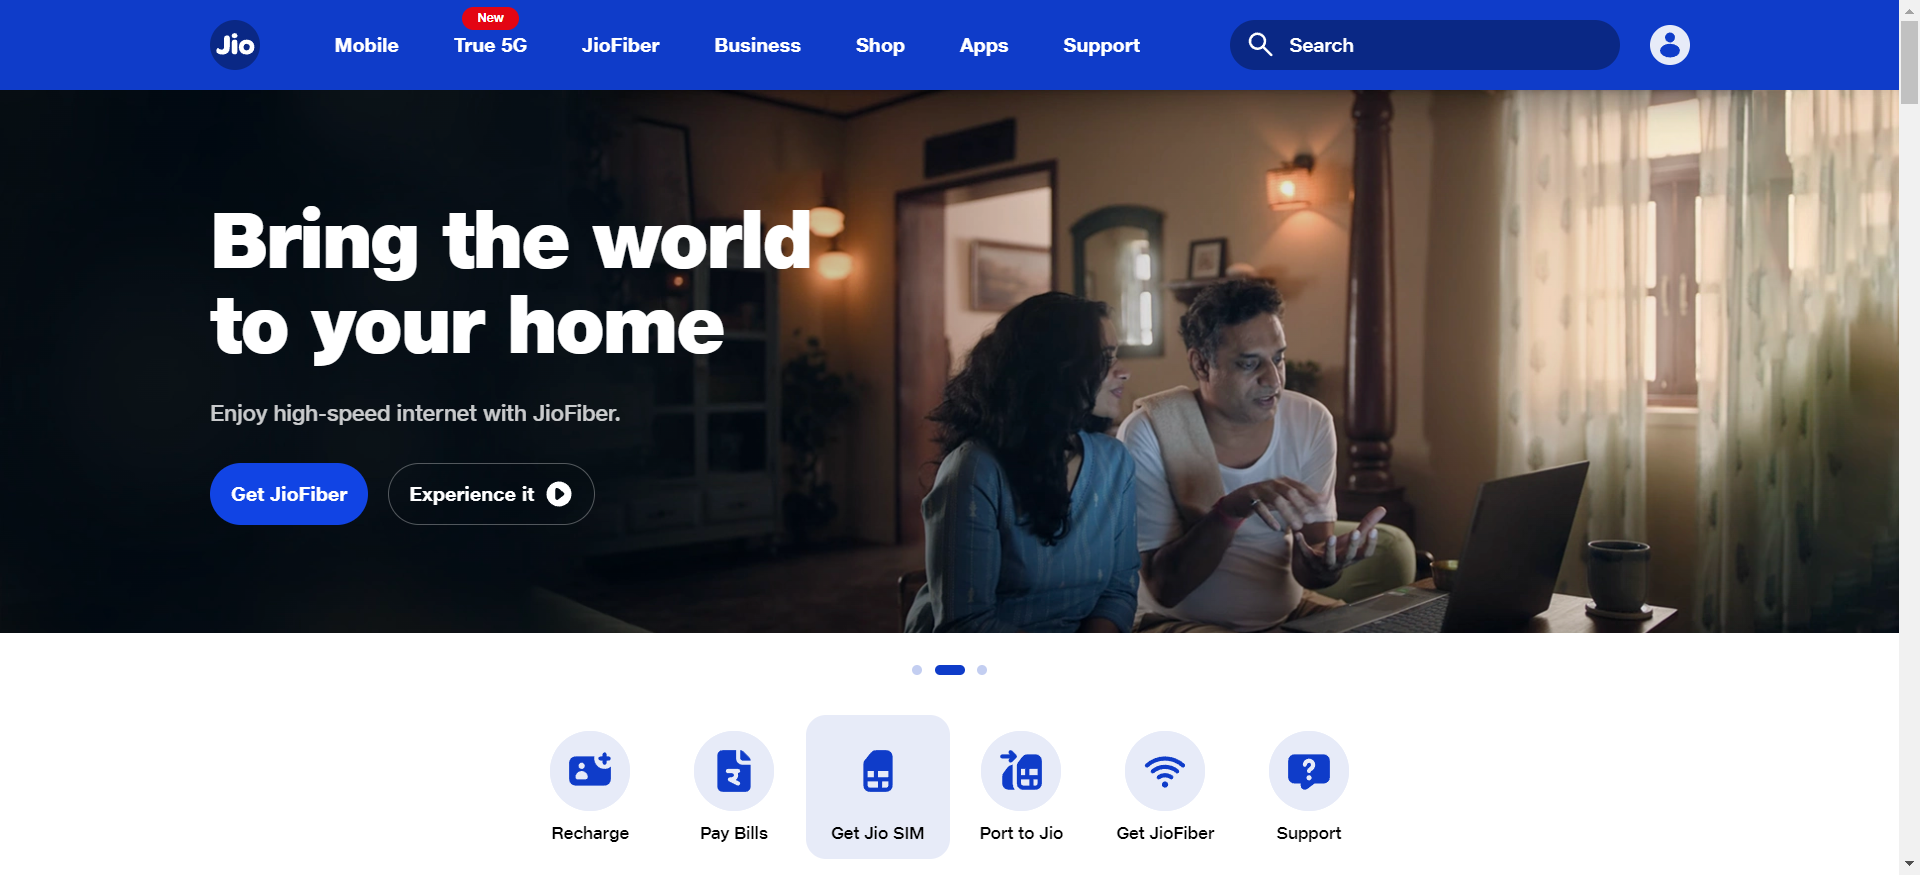 Jio
Mobile
New
True 5G
JioFiber
Business
Shop
Apps
Support
Search
Bring the world
to your home
Enjoy high-speed internet with JioFiber.
Get JioFiber
Experience it
Recharge
Pay Bills
Get Jio SIM
Port to Jio
Get JioFiber
Support